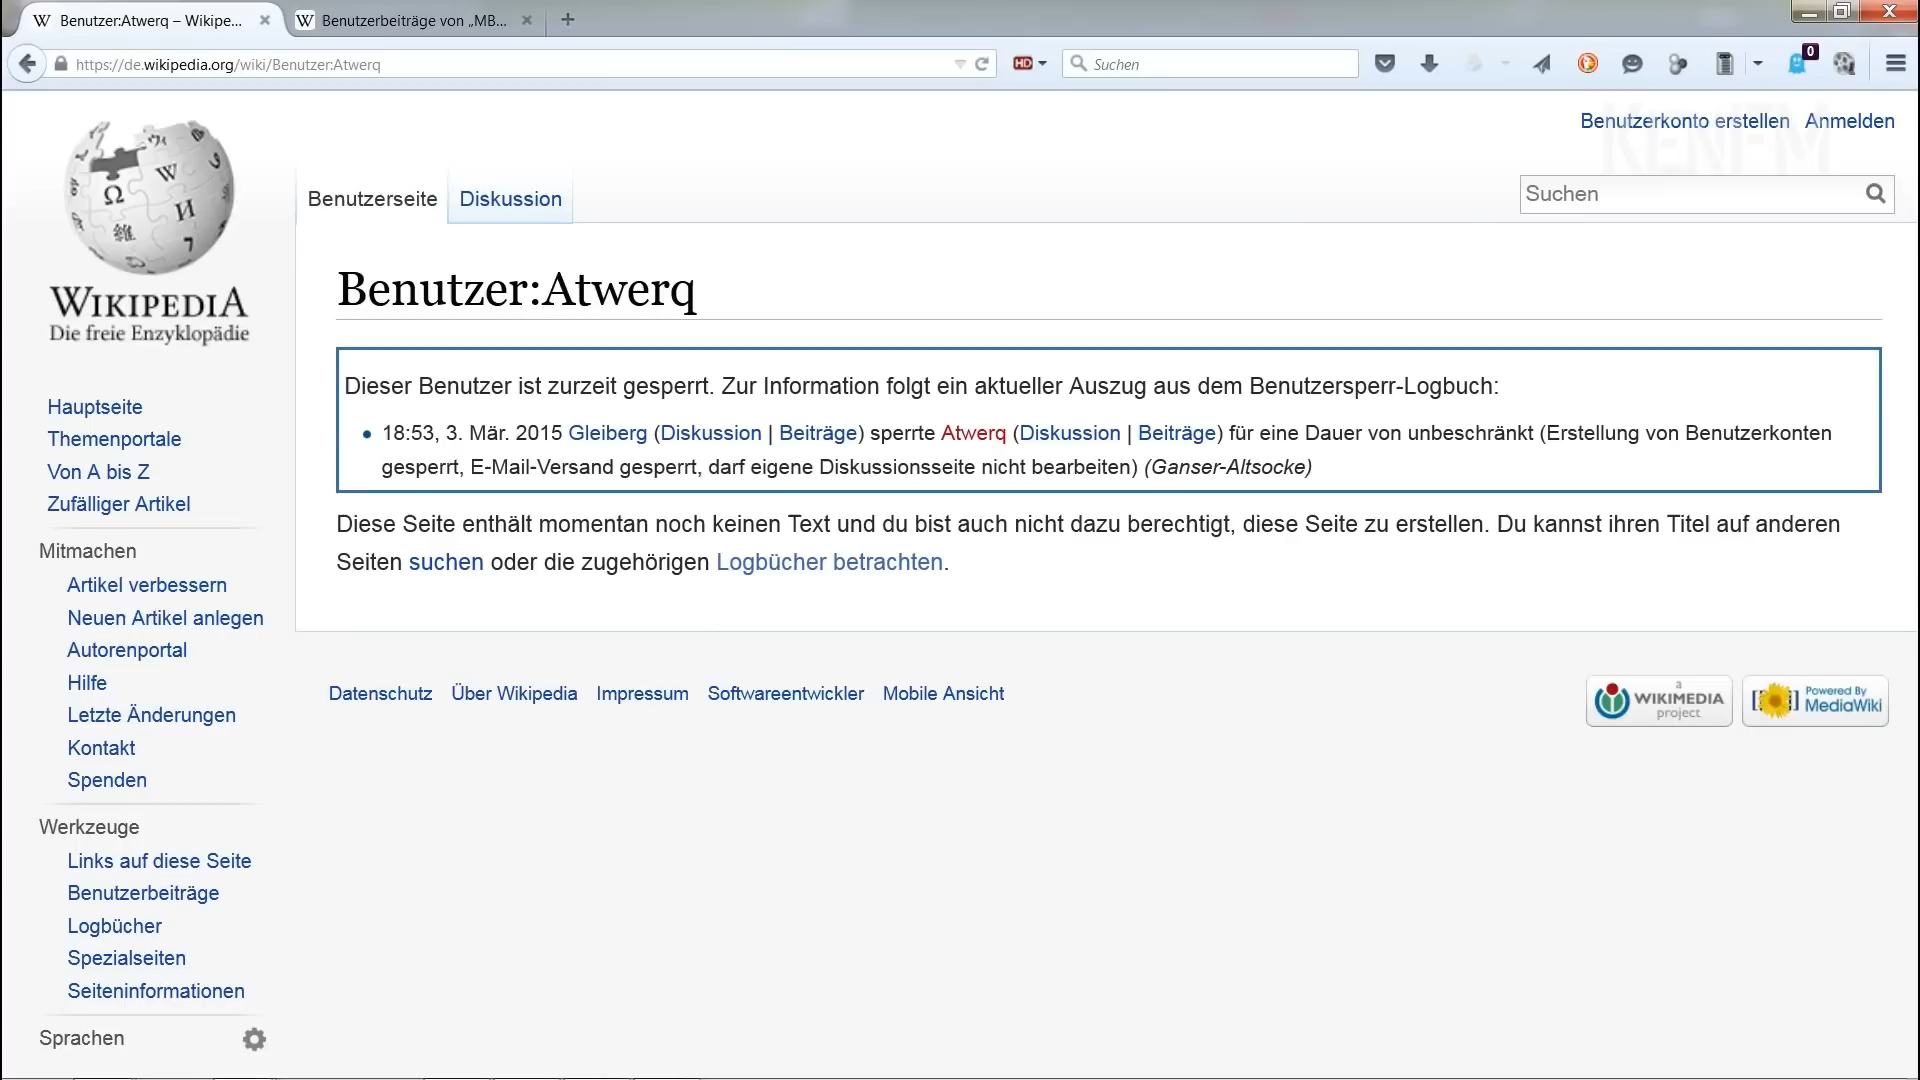 Benutzer:Atwerq – Wikipe...
Benutzerbeiträge von „MB...
https://de.wikipedia.org/wiki/Benutzer:Atwerq
HD
Suchen
0
KENFM
Benutzerkonto erstellen Anmelden
Benutzerseite Diskussion
Suchen
WIKIPEDIA
Die freie Enzyklopädie
Benutzer:Atwerq
Dieser Benutzer ist zurzeit gesperrt. Zur Information folgt ein aktueller Auszug aus dem Benutzersperr-Logbuch:
• 18:53, 3. Mär. 2015 Gleiberg (Diskussion | Beiträge) sperrte Atwerq (Diskussion | Beiträge) für eine Dauer von unbeschränkt (Erstellung von Benutzerkonten
gesperrt, E-Mail-Versand gesperrt, darf eigene Diskussionsseite nicht bearbeiten) (Ganser-Altsocke)
Diese Seite enthält momentan noch keinen Text und du bist auch nicht dazu berechtigt, diese Seite zu erstellen. Du kannst ihren Titel auf anderen
Seiten suchen oder die zugehörigen Logbücher betrachten.
Hauptseite
Themenportale
Von A bis Z
Zufälliger Artikel
Mitmachen
Artikel verbessern
Neuen Artikel anlegen
Autorenportal
Hilfe
Letzte Änderungen
Kontakt
Spenden
Werkzeuge
Links auf diese Seite
Benutzerbeiträge
Logbücher
Spezialseiten
Seiteninformationen
Sprachen
Datenschutz Über Wikipedia Impressum Softwareentwickler Mobile Ansicht
a
WIKIMEDIA
project
Powered By
MediaWiki